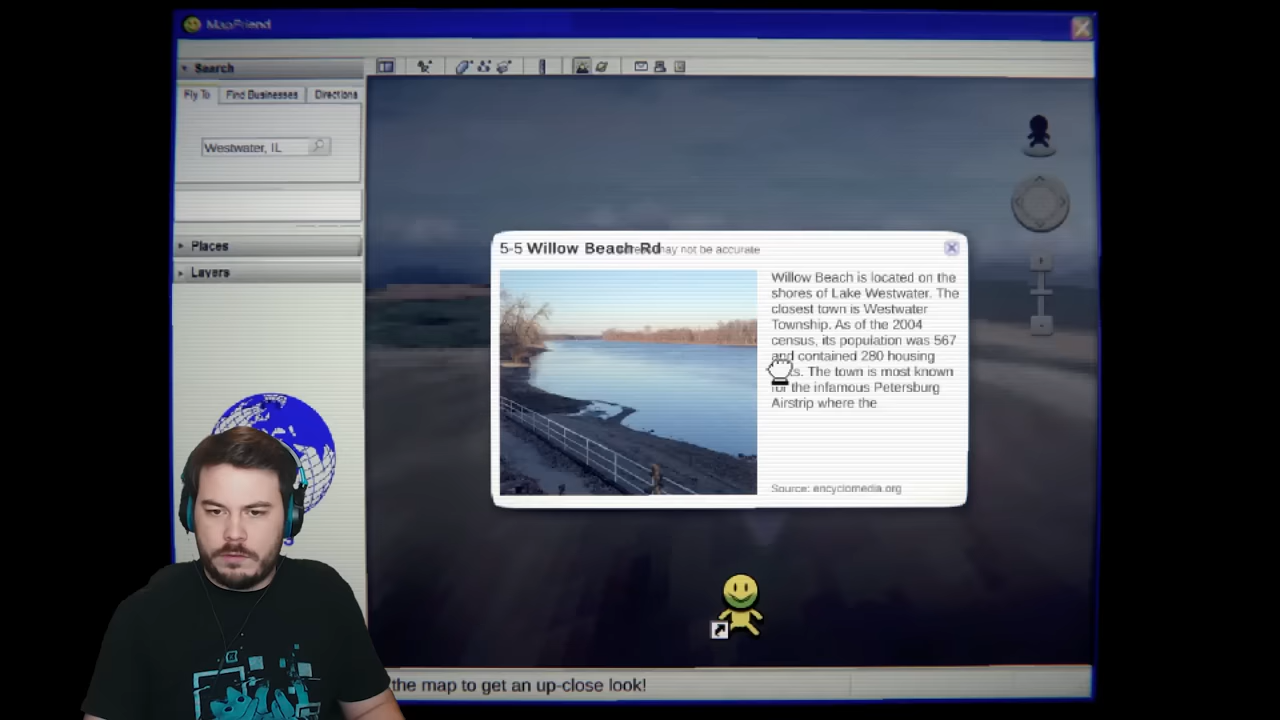 MapFriend
Search
Fly To
Find Businesses
Directions
Westwater, IL
Places
Layers
5-5 Willow Beach Rd
may not be accurate
Willow Beach is located on the
shores of Lake Westwater. The
closest town is Westwater
Township. As of the 2004
census, its population was 567
and contained 280 housing
The town is most known
for the infamous Petersburg
Airstrip where the
Source: encyclomedia.org
the map to get an up-close look!